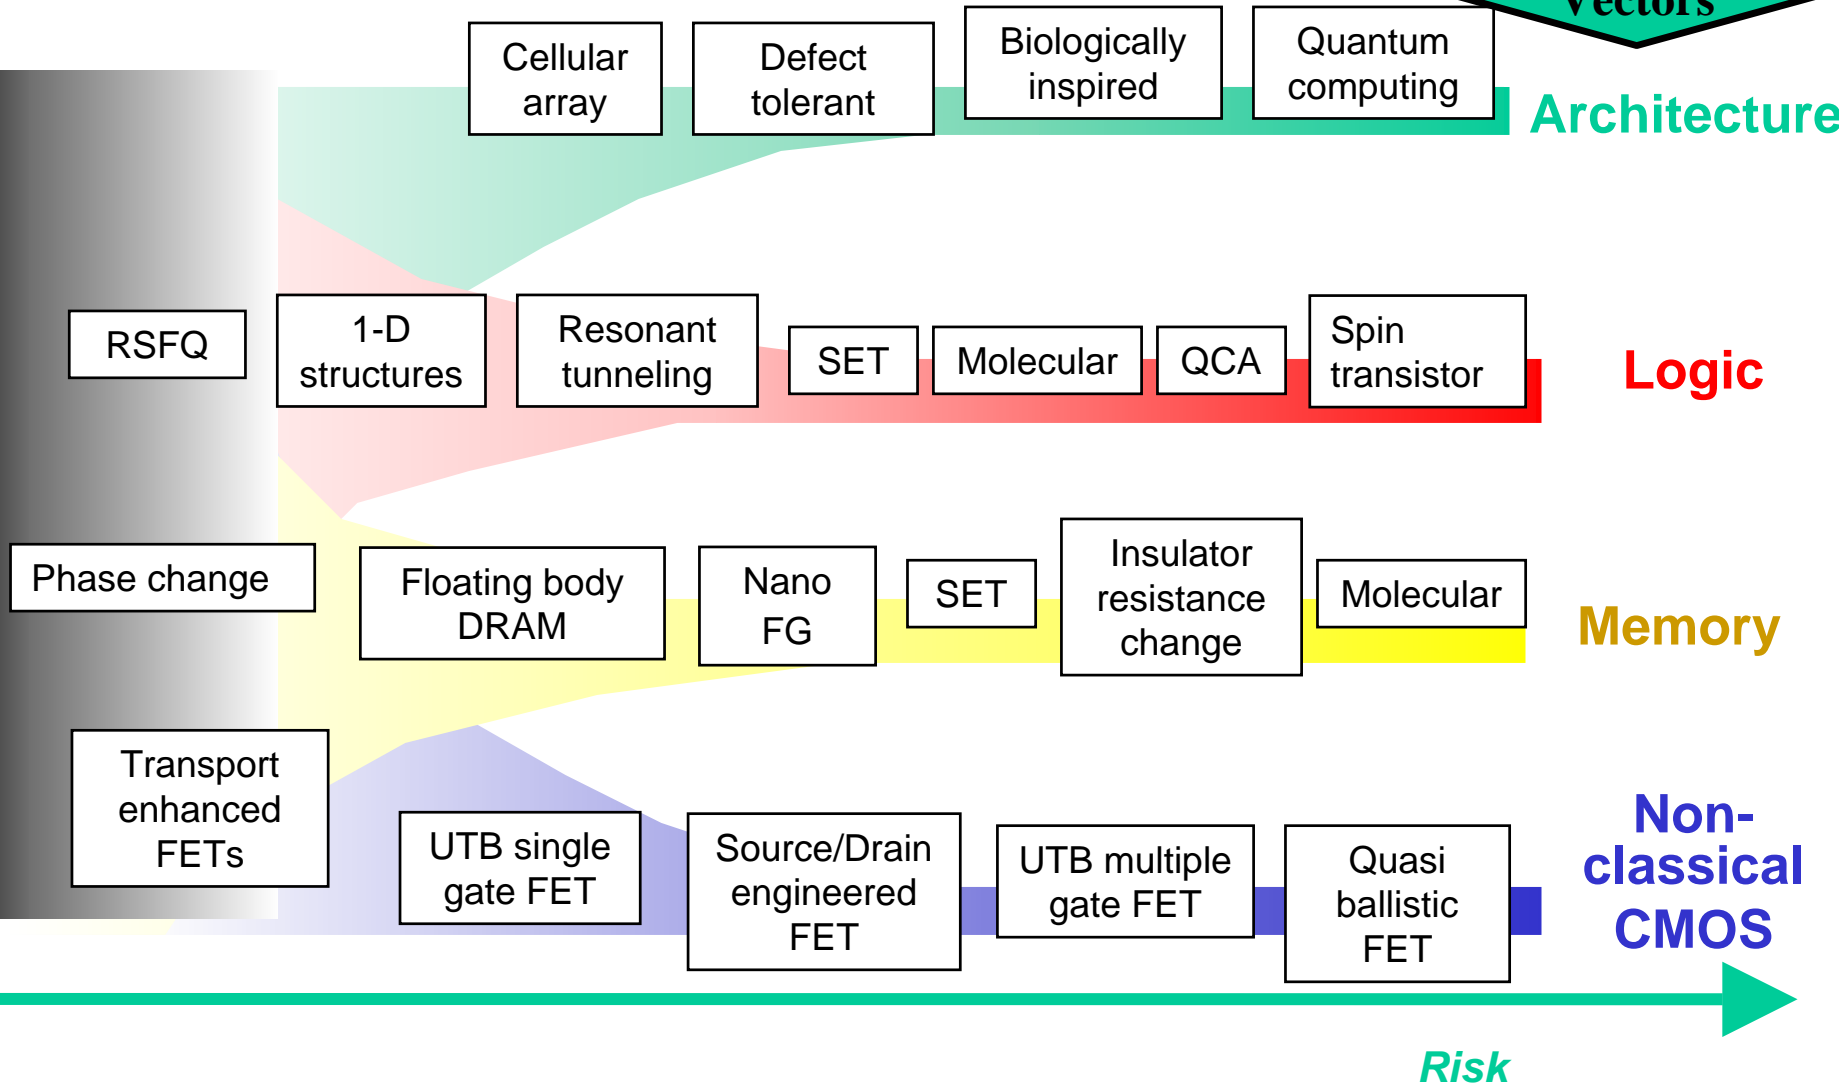 Vectors
Cellular
array
Defect
tolerant
Biologically
inspired
Quantum
computing
Architecture
RSFQ
1-D
structures
Resonant
tunneling
SET
Molecular
QCA
Spin
transistor
Logic
Phase change
Floating body
DRAM
Nano
FG
SET
Insulator
resistance
change
Molecular
Memory
Transport
enhanced
FETs
UTB single
gate FET
Source/Drain
engineered
FET
UTB multiple
gate FET
Quasi
ballistic
FET
Non-
classical
CMOS
Risk